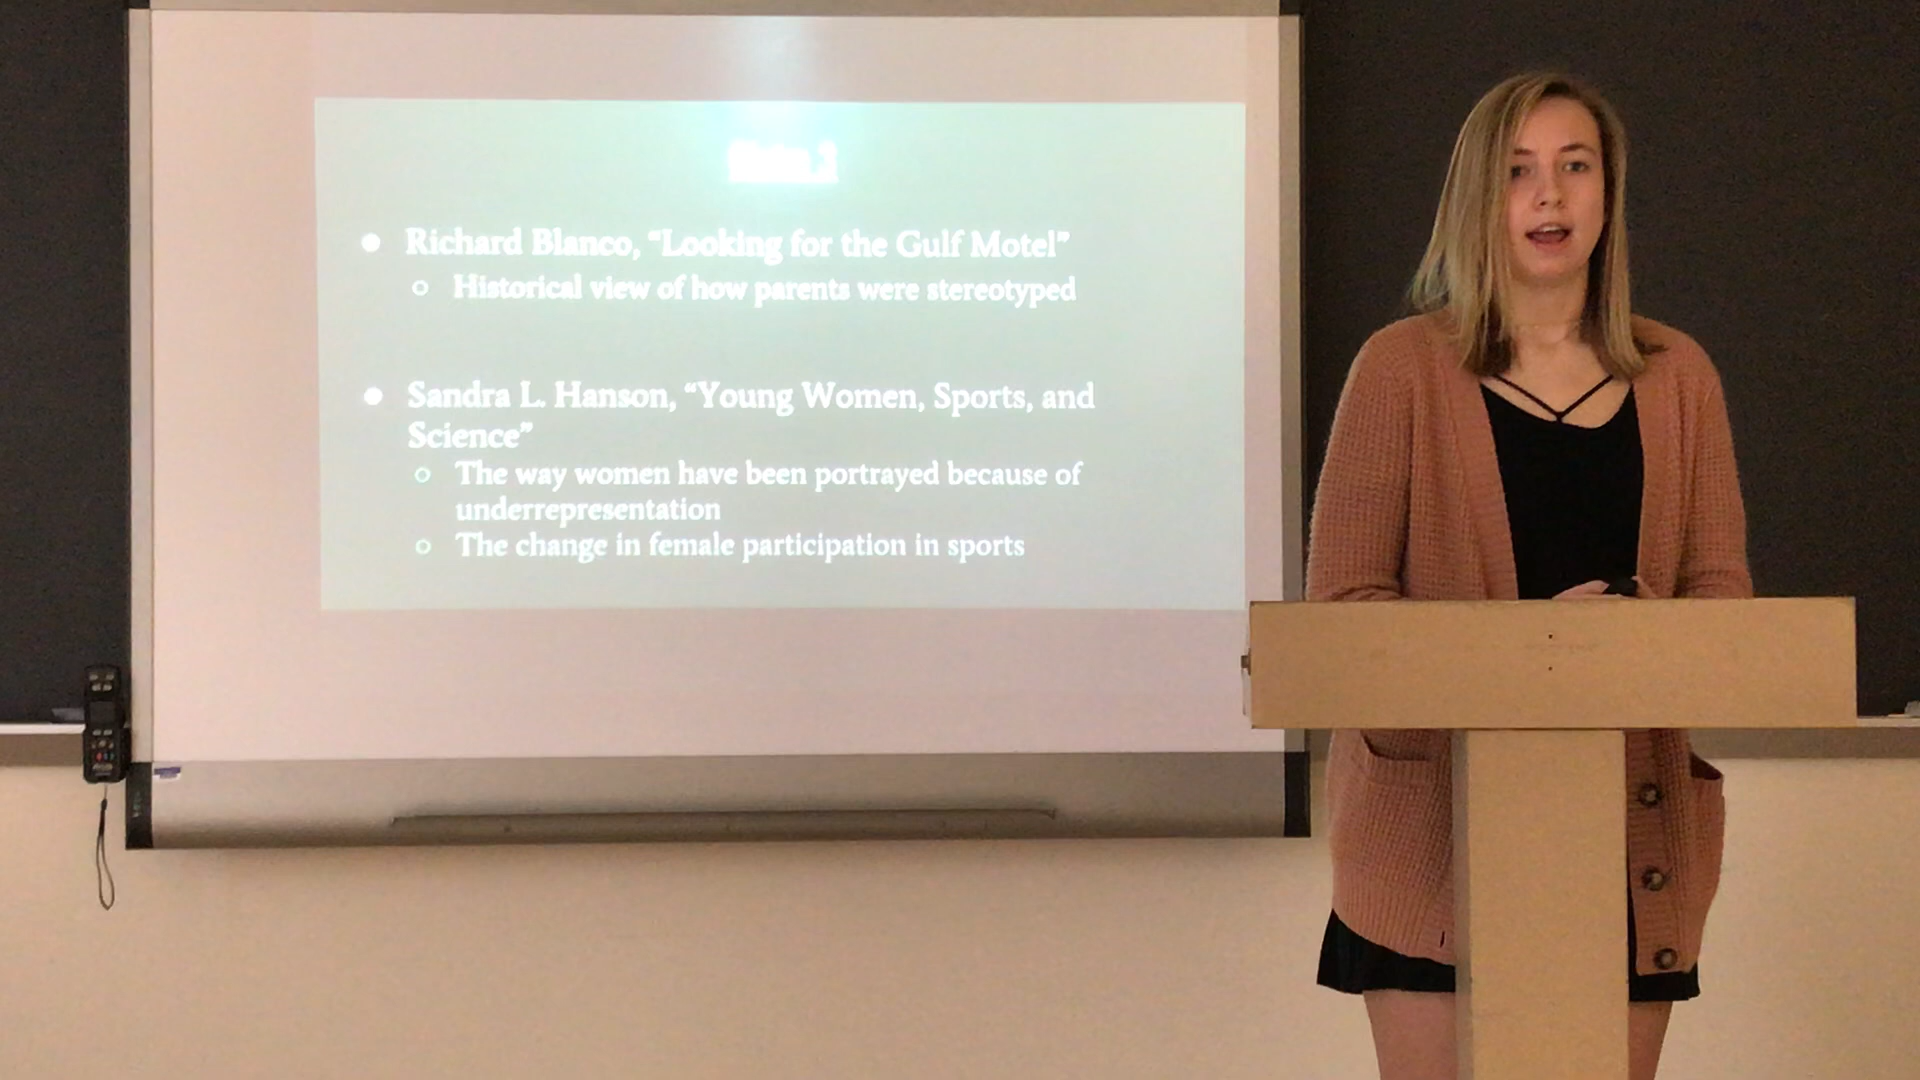 ● Richard Blanco, “Looking for the Gulf Motel”
○ Historical view of how parents were stereotyped
● Sandra L. Hanson, “Young Women, Sports, and
Science”
○ The way women have been portrayed because of
underrepresentation
○ The change in female participation in sports